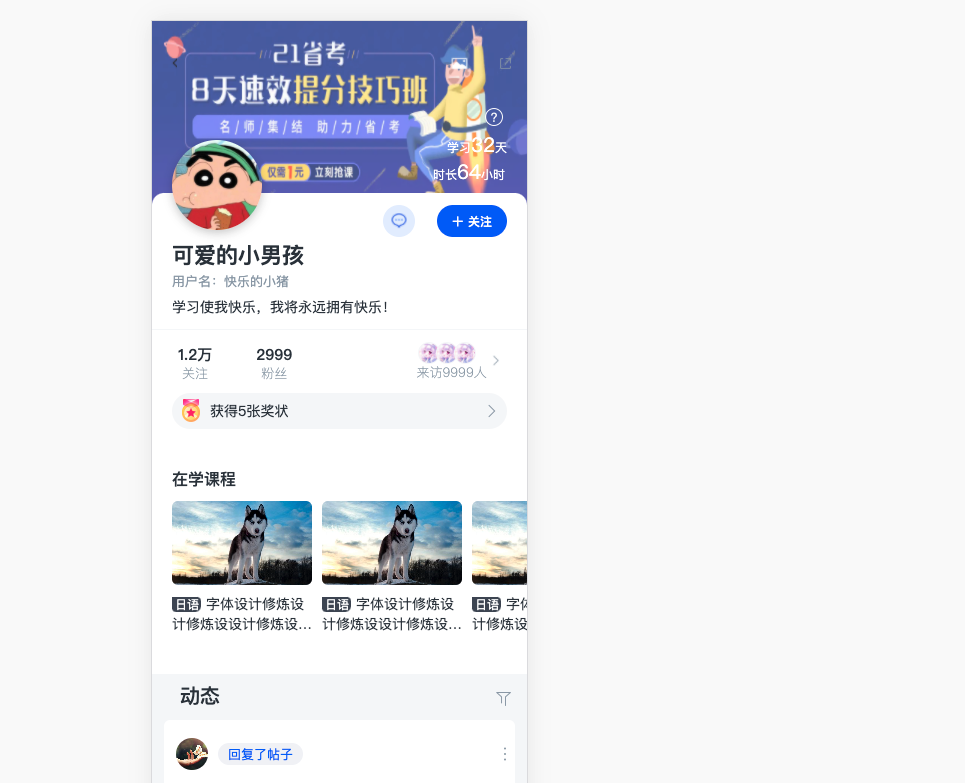 21省考
8天速效提分技巧班
名/师/集/结 助/力/省/考
?
学习32天
时长64小时
仅需1元 立刻抢课
+ 关注
可爱的小男孩
用户名：快乐的小猪
学习使我快乐，我将永远拥有快乐！
1.2万 2999
关注 粉丝 来访9999人
获得5张奖状
在学课程
日语 字体设计修炼设 日语 字体设计修炼设 日语 字体
计修炼设设计修炼设... 计修炼设设计修炼设... 计修炼设
动态
回复了帖子